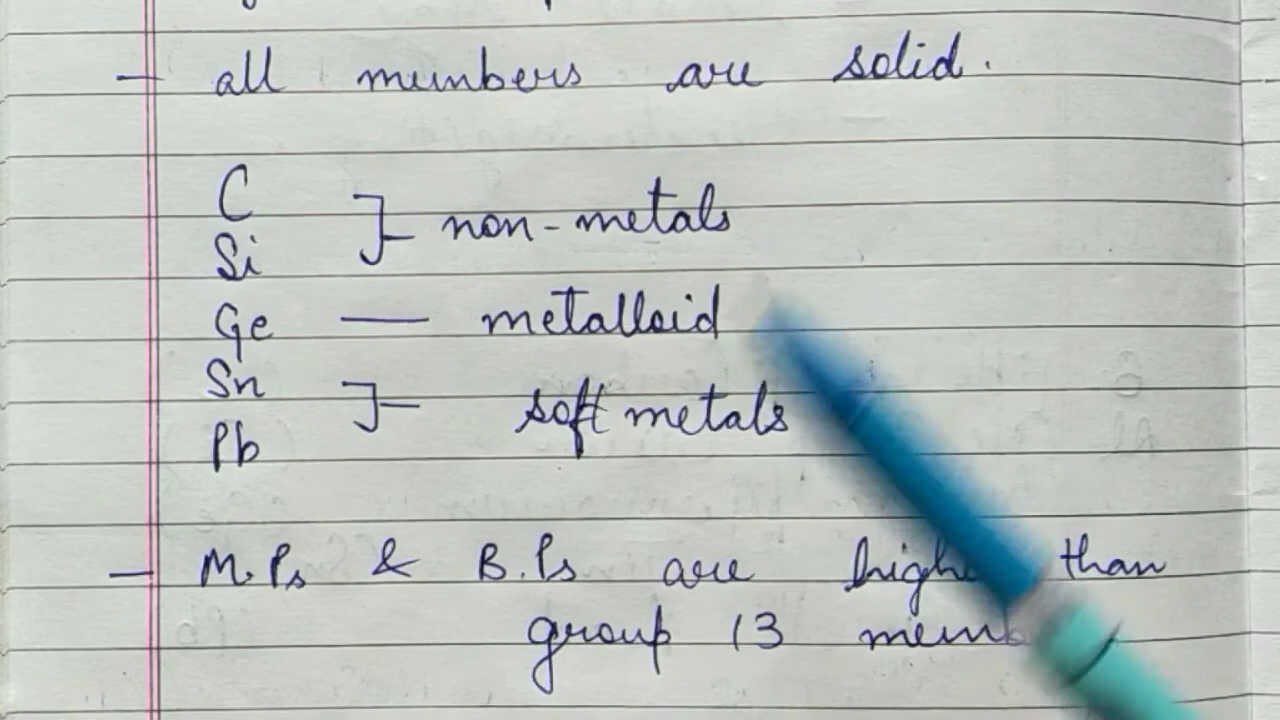 — all members are solid.
C
Si ]- non-metals
Ge — metalloid
Sn
Pb ]- soft metals
— M.Ps & B.Ps are than
group 13